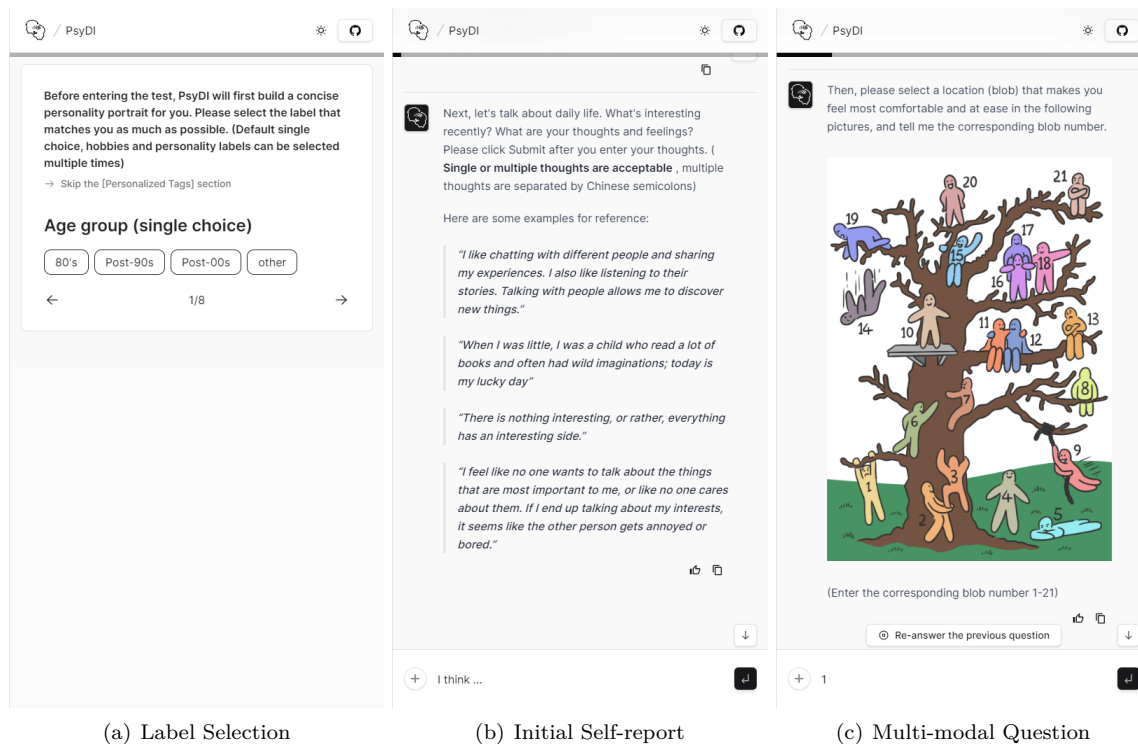 / PsyDI
Before entering the test, PsyDI will first build a concise
personality portrait for you. Please select the label that
matches you as much as possible. (Default single
choice, hobbies and personality labels can be selected
multiple times)
→ Skip the [Personalized Tags] section
Age group (single choice)
80's
Post-90s
Post-00s
other
← 1/8 →
(a) Label Selection
/ PsyDI
Next, let's talk about daily life. What's interesting
recently? What are your thoughts and feelings?
Please click Submit after you enter your thoughts. (
Single or multiple thoughts are acceptable , multiple
thoughts are separated by Chinese semicolons)
Here are some examples for reference:
"I like chatting with different people and sharing
my experiences. I also like listening to their
stories. Talking with people allows me to discover
new things."
"When I was little, I was a child who read a lot of
books and often had wild imaginations; today is
my lucky day"
"There is nothing interesting, or rather, everything
has an interesting side."
"I feel like no one wants to talk about the things
that are most important to me, or like no one cares
about them. If I end up talking about my interests,
it seems like the other person gets annoyed or
bored."
I think ...
(b) Initial Self-report
/ PsyDI
Then, please select a location (blob) that makes you
feel most comfortable and at ease in the following
pictures, and tell me the corresponding blob number.
20
21
19
17
15
18
16
14
10
11
13
12
8
7
6
9
3
1
4
2
5
(Enter the corresponding blob number 1-21)
Re-answer the previous question
1
(c) Multi-modal Question